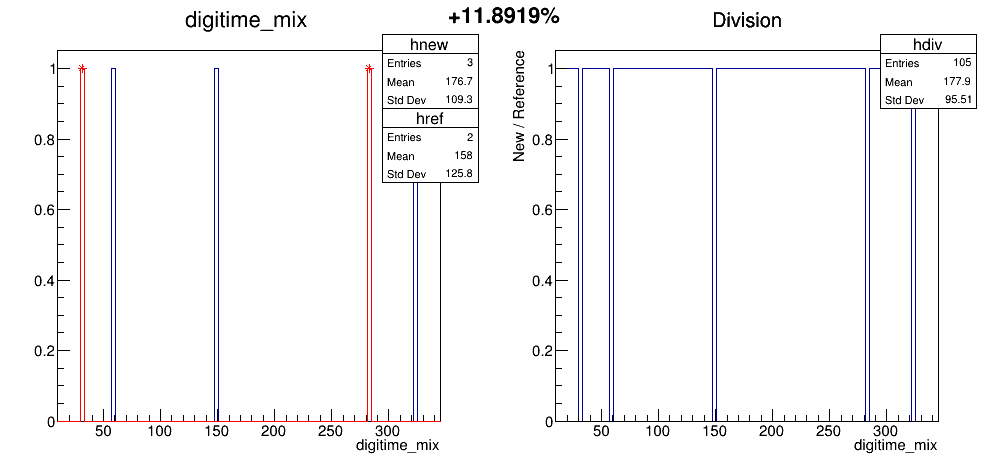 digitime_mix
+11.8919%
Division
hnew
Entries 3
Mean 176.7
Std Dev 109.3
href
Entries 2
Mean 158
Std Dev 125.8
1
0.8
0.6
0.4
0.2
0
50 100 150 200 250 300
digitime_mix
hdiv
Entries 105
Mean 177.9
Std Dev 95.51
New / Reference
1
0.8
0.6
0.4
0.2
0
50 100 150 200 250 300
digitime_mix